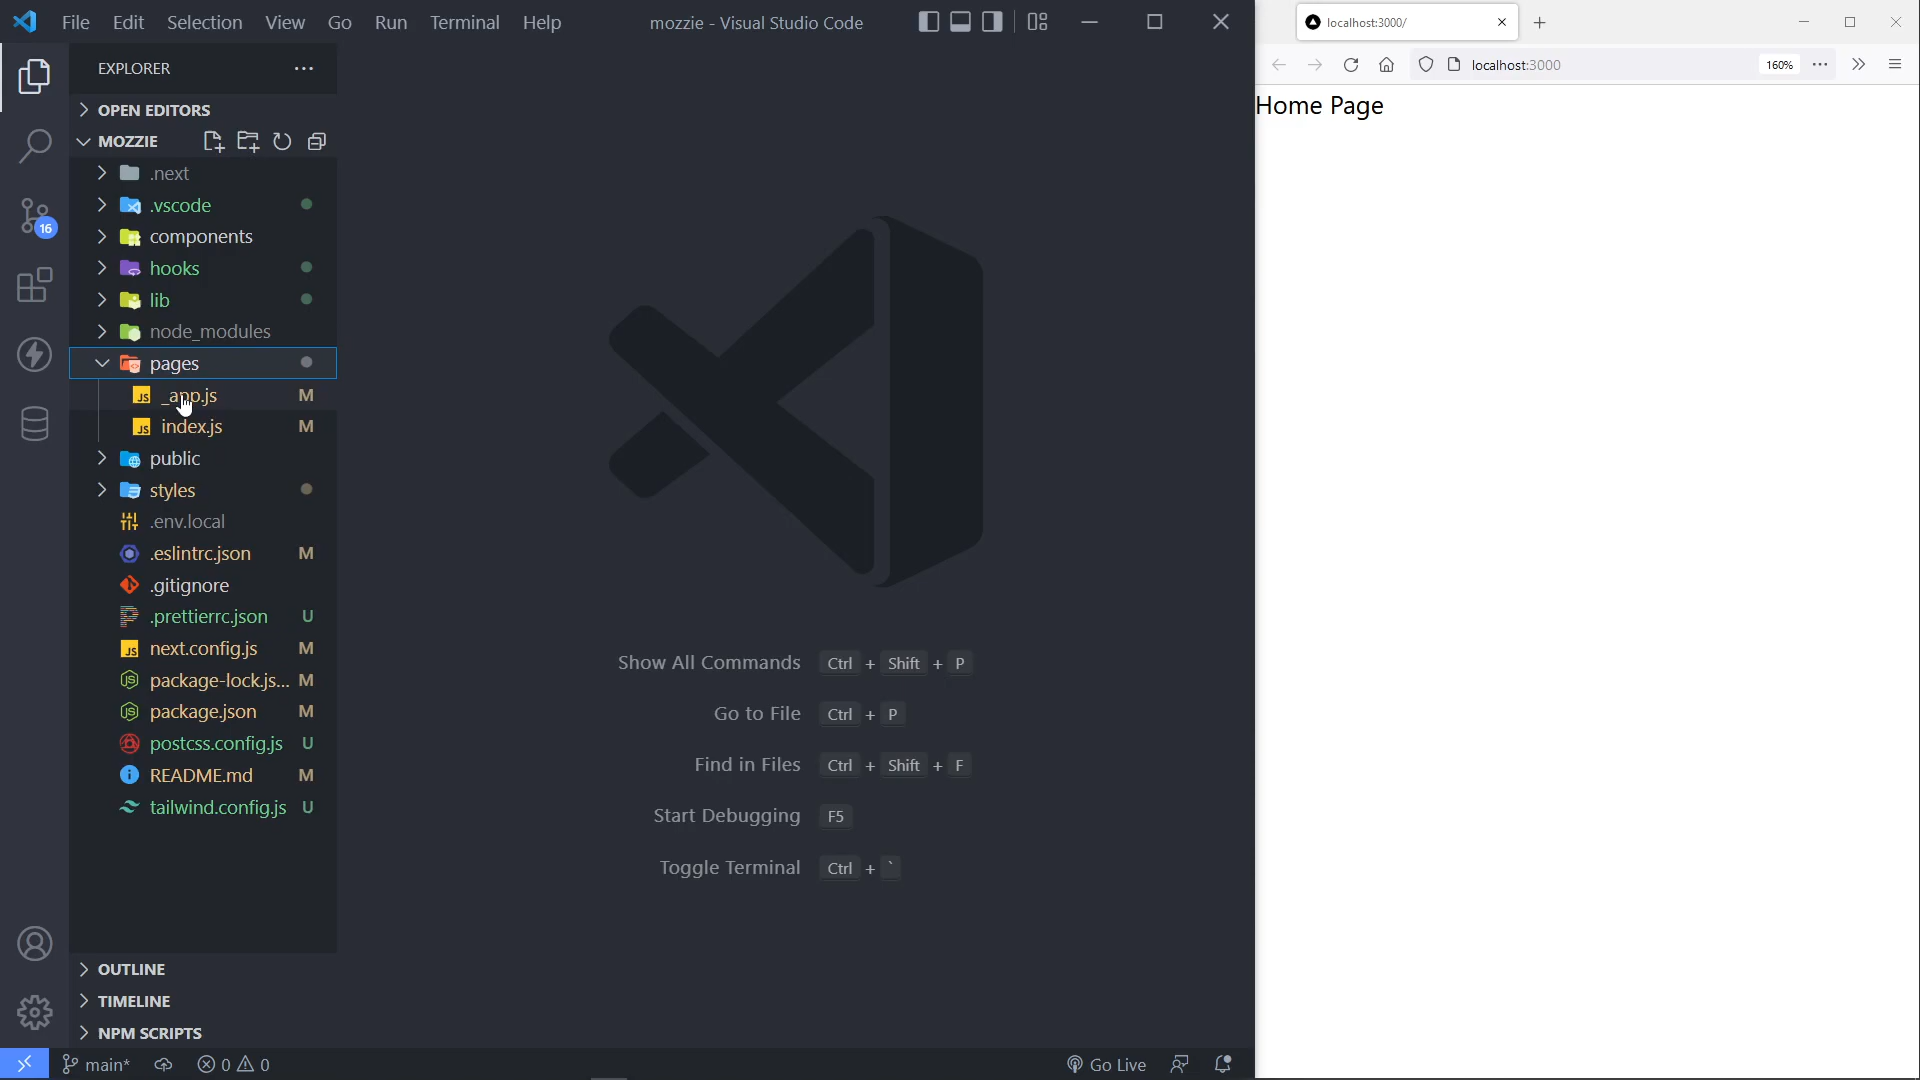 File Edit Selection View Go Run Terminal Help mozzie - Visual Studio Code
EXPLORER
OPEN EDITORS
MOZZIE
.next
.vscode
components
hooks
lib
node_modules
pages
_app.js M
index.js M
public
styles
.env.local
.eslintrc.json M
.gitignore
.prettierrc.json U
next.config.js M
package-lock.js... M
package.json M
postcss.config.js U
README.md M
tailwind.config.js U
16
OUTLINE
TIMELINE
NPM SCRIPTS
Show All Commands Ctrl + Shift + P
Go to File Ctrl + P
Find in Files Ctrl + Shift + F
Start Debugging F5
Toggle Terminal Ctrl + `
main* 0 0 Go Live
localhost:3000/
localhost:3000 160%
Home Page